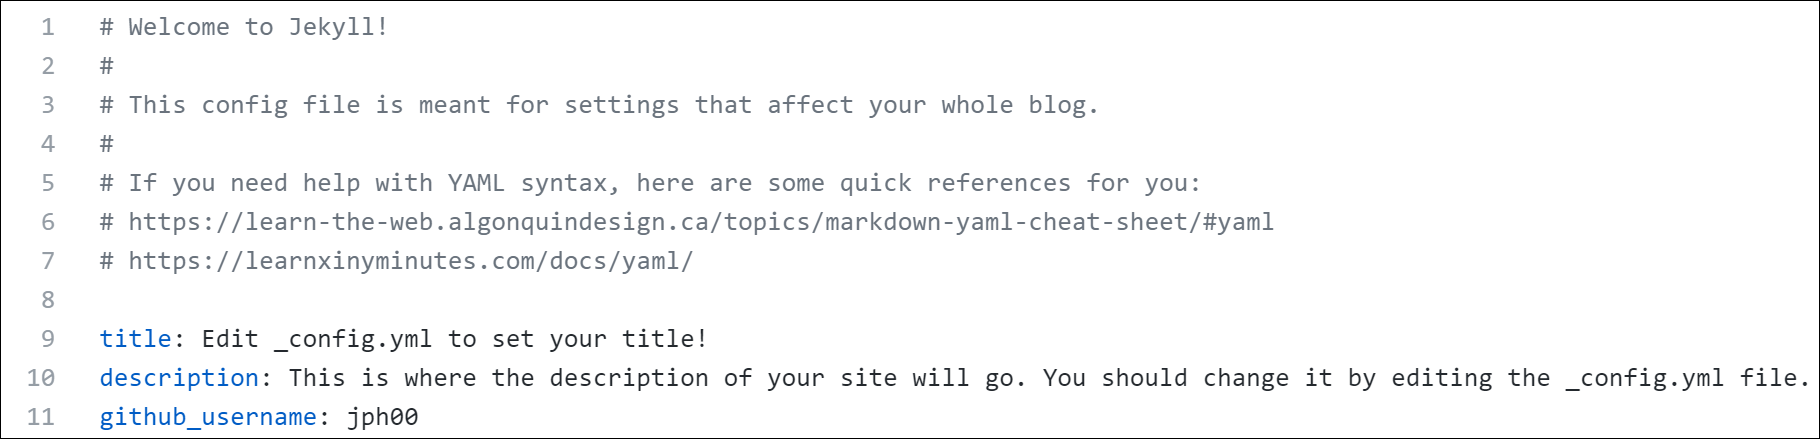 1 # Welcome to Jekyll!
2 #
3 # This config file is meant for settings that affect your whole blog.
4 #
5 # If you need help with YAML syntax, here are some quick references for you:
6 # https://learn-the-web.algonquindesign.ca/topics/markdown-yaml-cheat-sheet/#yaml
7 # https://learnxinyminutes.com/docs/yaml/
8
9 title: Edit _config.yml to set your title!
10 description: This is where the description of your site will go. You should change it by editing the _config.yml file.
11 github_username: jph00